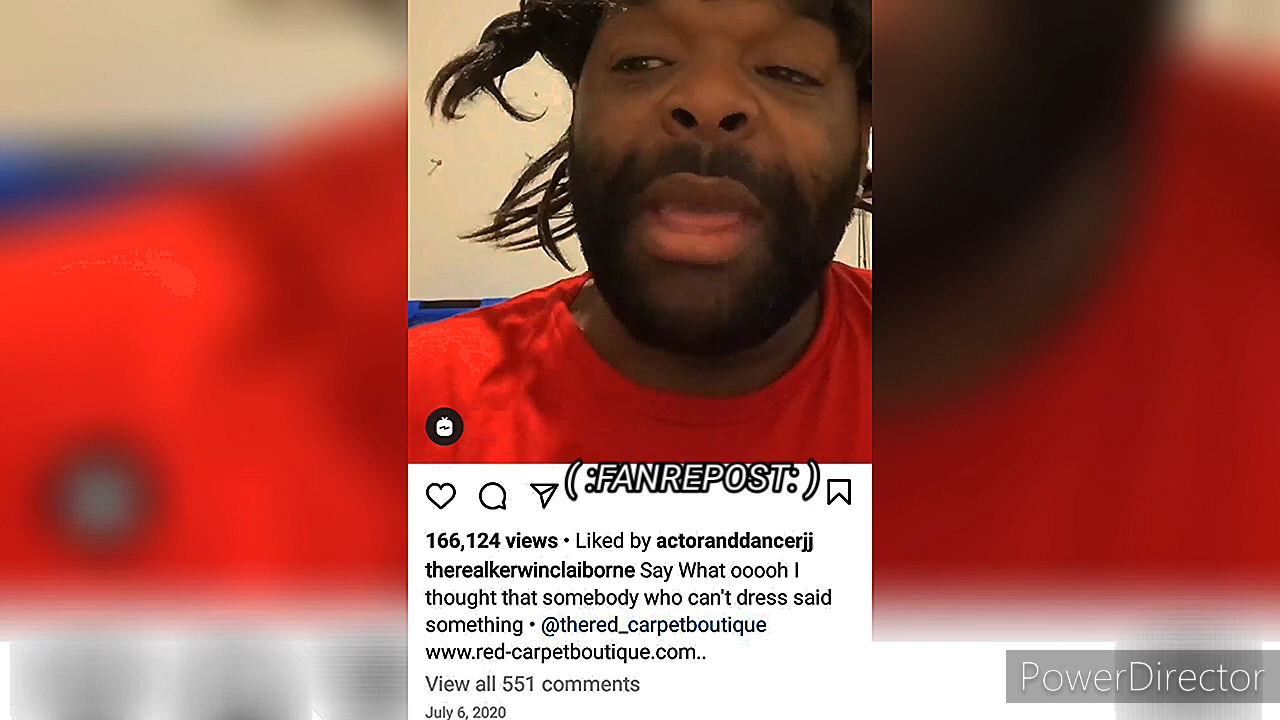 (:FANREPOST:)
166,124 views • Liked by actoranddancerjj
therealkerwinclaiborne Say What ooooh I
thought that somebody who can't dress said
something • @thered_carpetboutique
www.red-carpetboutique.com..
View all 551 comments
July 6, 2020
PowerDirector